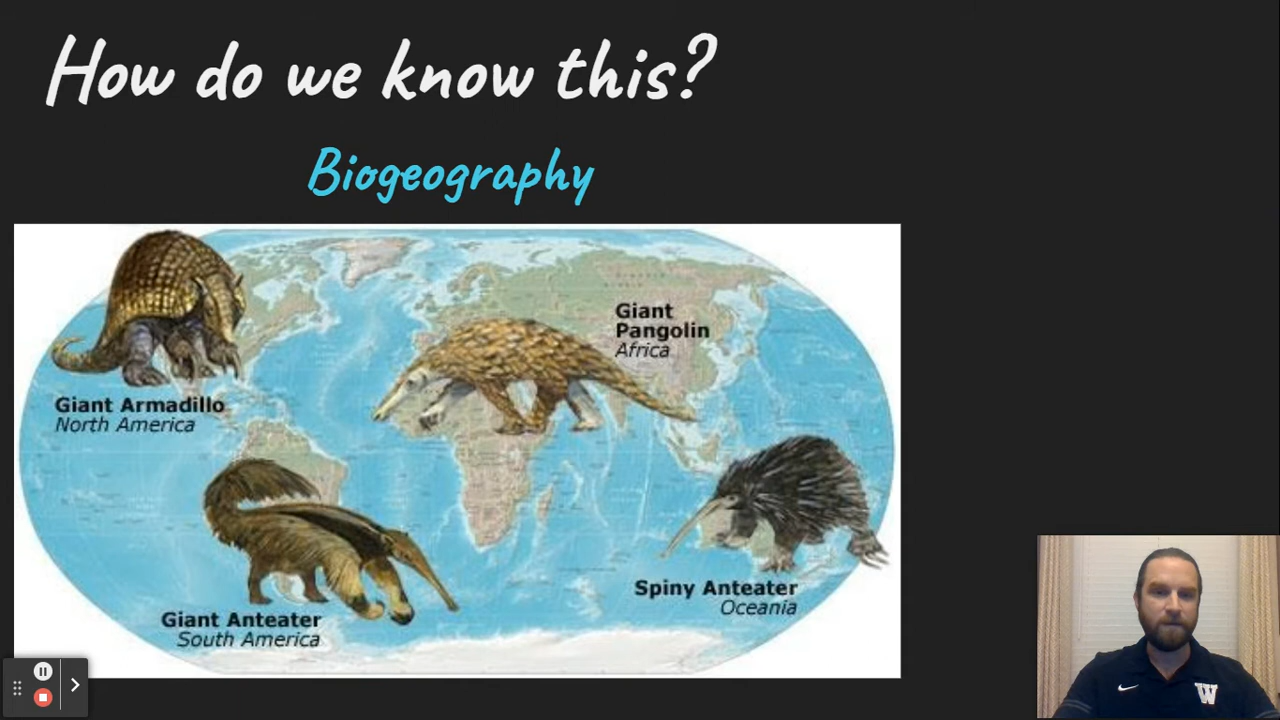 How do we know this?
Biogeography
Giant
Pangolin
Africa
Giant Armadillo
North America
Spiny Anteater
Oceania
Giant Anteater
South America
W